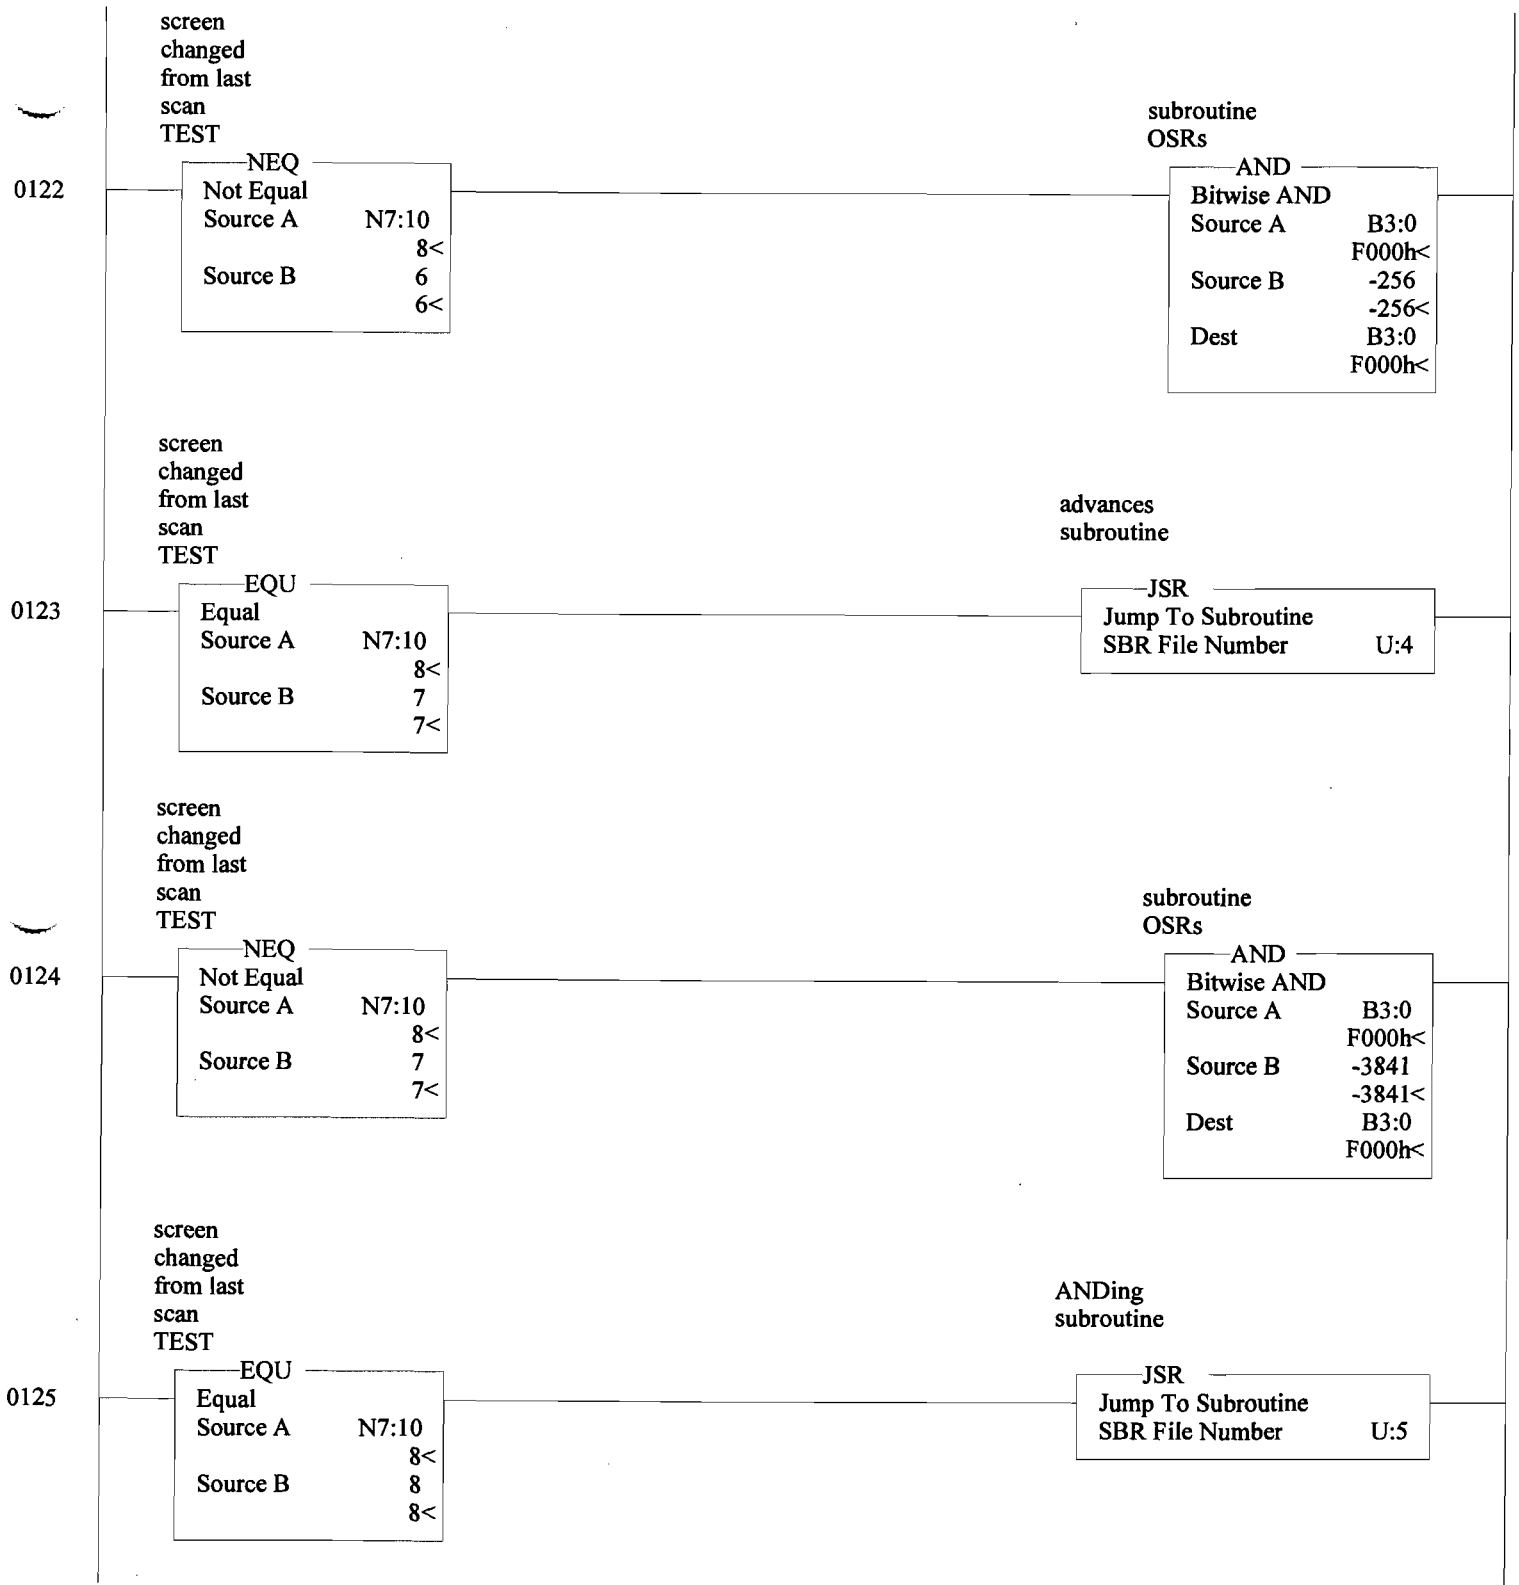 screen
changed
from last
scan
TEST
subroutine
OSRs
0122
NEQ
Not Equal
Source A N7:10
8<
Source B 6
6<
AND
Bitwise AND
Source A B3:0
F000h<
Source B -256
-256<
Dest B3:0
F000h<
screen
changed
from last
scan
TEST
advances
subroutine
0123
EQU
Equal
Source A N7:10
8<
Source B 7
7<
JSR
Jump To Subroutine
SBR File Number U:4
screen
changed
from last
scan
TEST
subroutine
OSRs
0124
NEQ
Not Equal
Source A N7:10
8<
Source B 7
7<
AND
Bitwise AND
Source A B3:0
F000h<
Source B -3841
-3841<
Dest B3:0
F000h<
screen
changed
from last
scan
TEST
ANDing
subroutine
0125
EQU
Equal
Source A N7:10
8<
Source B 8
8<
JSR
Jump To Subroutine
SBR File Number U:5